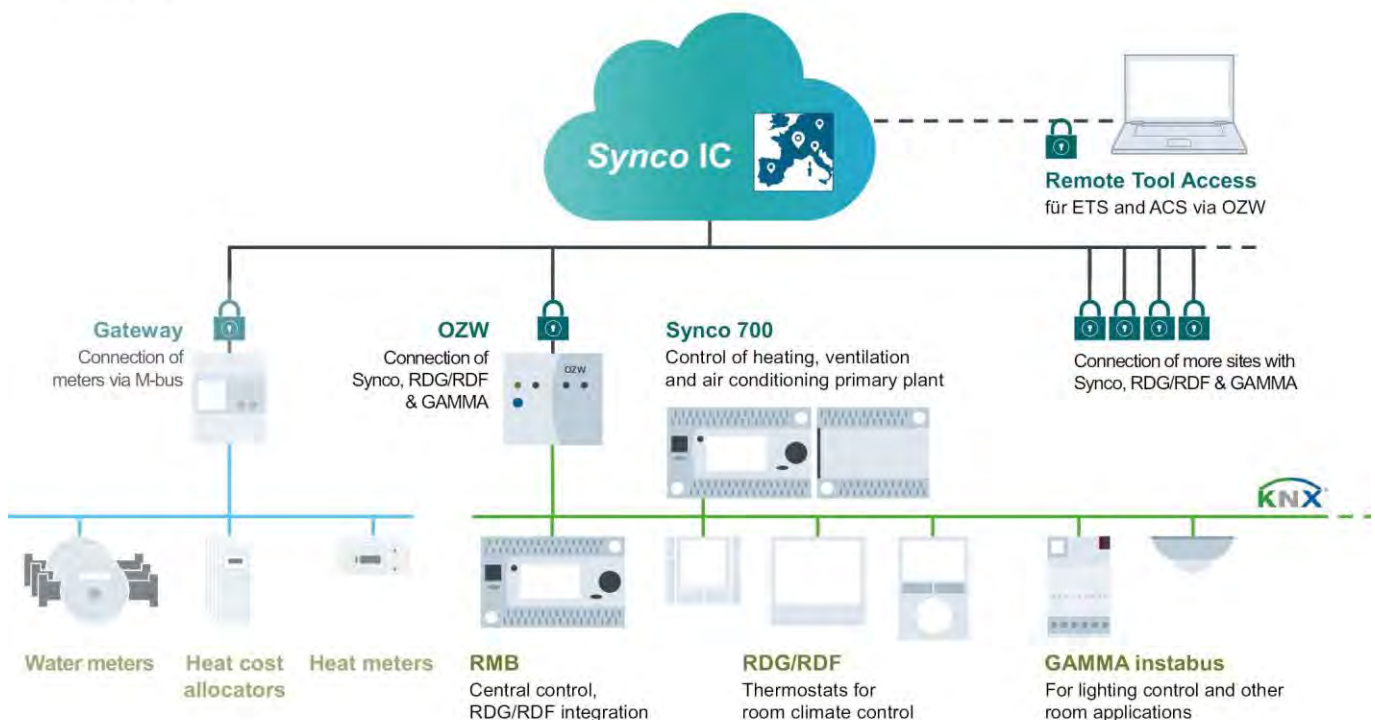 Synco IC
Remote Tool Access
für ETS and ACS via OZW
Gateway
Connection of
meters via M-bus
OZW
Connection of
Synco, RDG/RDF
& GAMMA
OZW
Synco 700
Control of heating, ventilation
and air conditioning primary plant
Connection of more sites with
Synco, RDG/RDF & GAMMA
KNX
Water meters
Heat cost
allocators
Heat meters
RMB
Central control,
RDG/RDF integration
RDG/RDF
Thermostats for
room climate control
GAMMA instabus
For lighting control and other
room applications